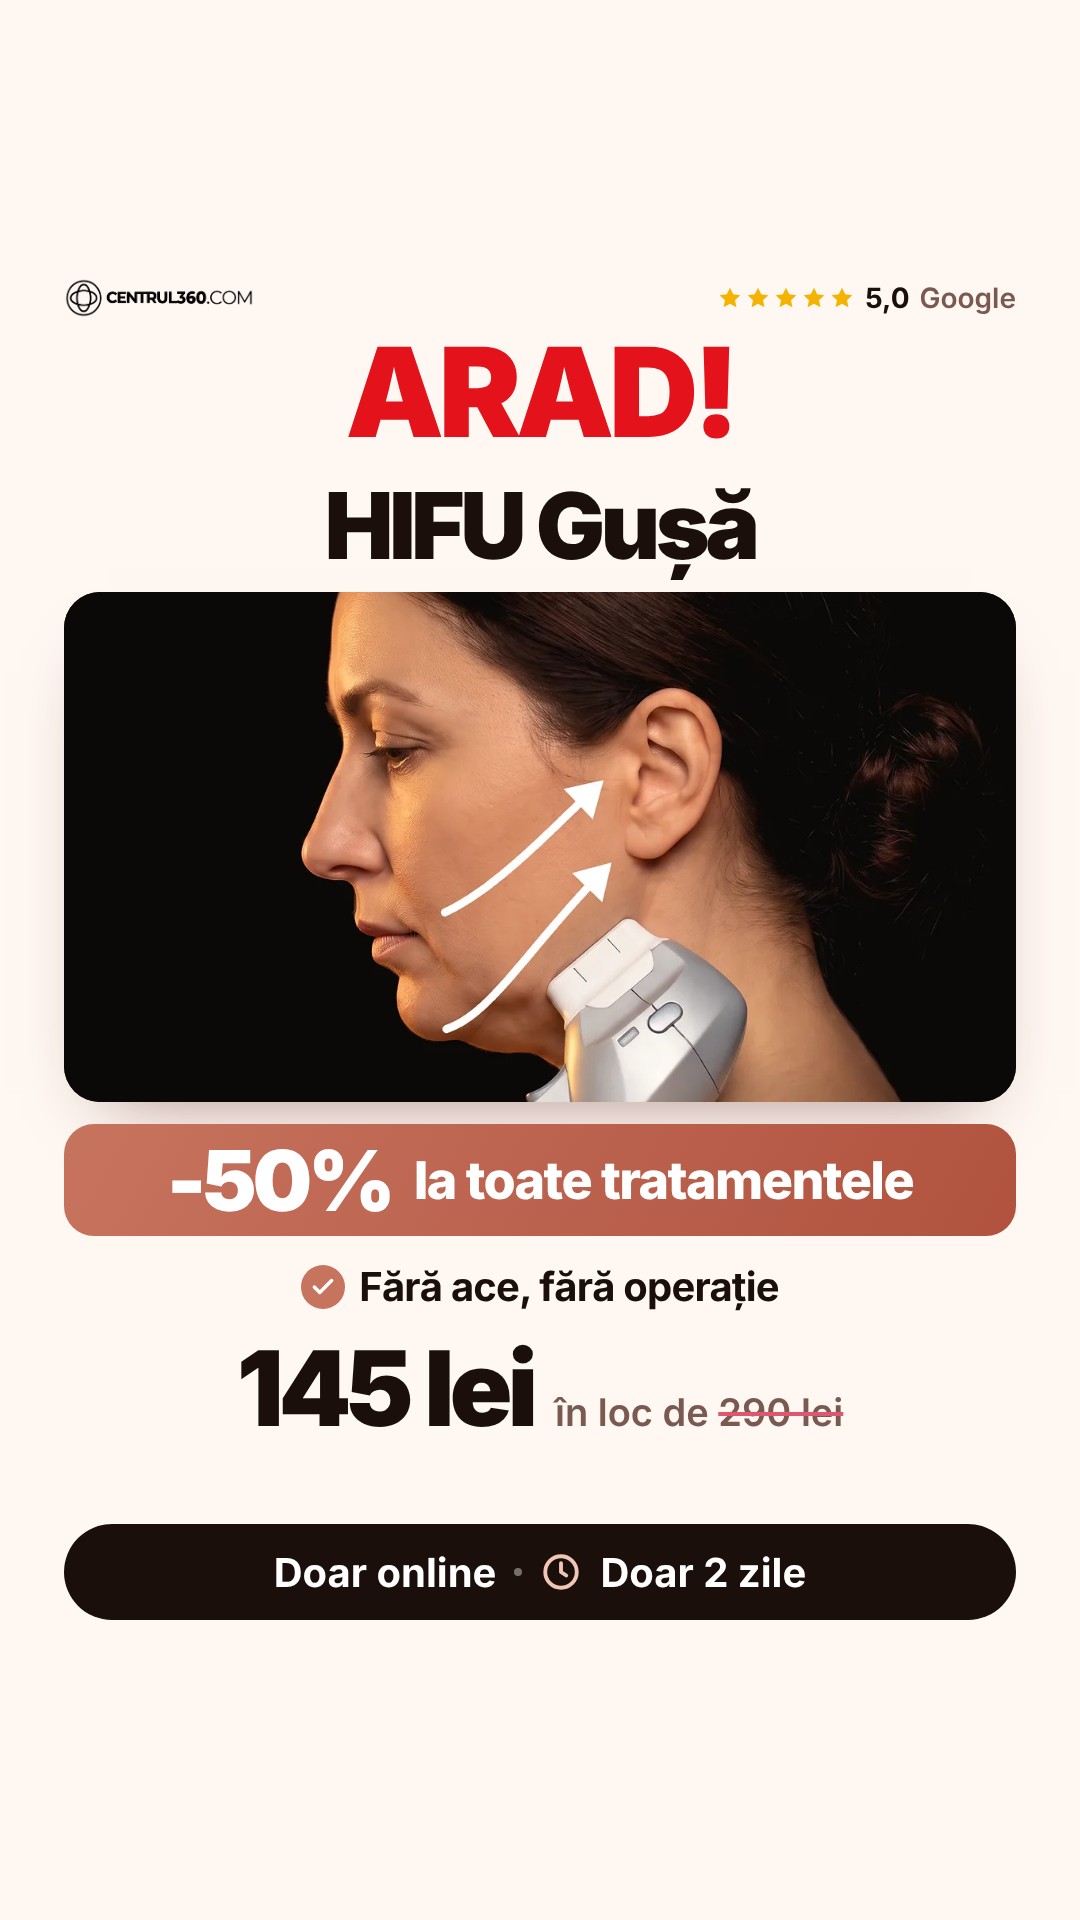 CENTRUL360.COM
5,0 Google
ARAD!
HIFU Gușă
-50% la toate tratamentele
Fără ace, fără operație
145 lei în loc de 290 lei
Doar online • Doar 2 zile